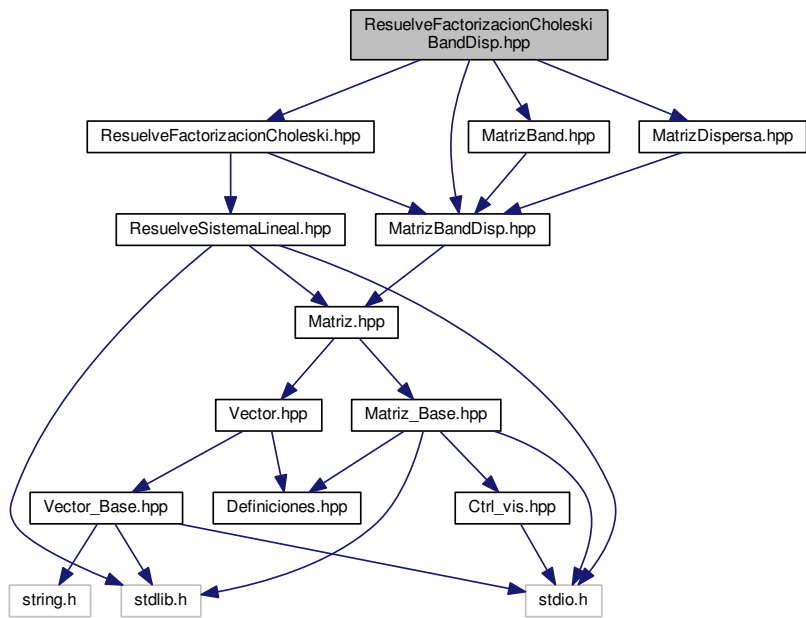 ResuelveFactorizacionCholeski
BandDisp.hpp
ResuelveFactorizacionCholeski.hpp
MatrizBand.hpp
MatrizDispersa.hpp
ResuelveSistemaLineal.hpp
MatrizBandDisp.hpp
Matriz.hpp
Vector.hpp
Matriz_Base.hpp
Vector_Base.hpp
Definiciones.hpp
Ctrl_vis.hpp
string.h
stdlib.h
stdio.h